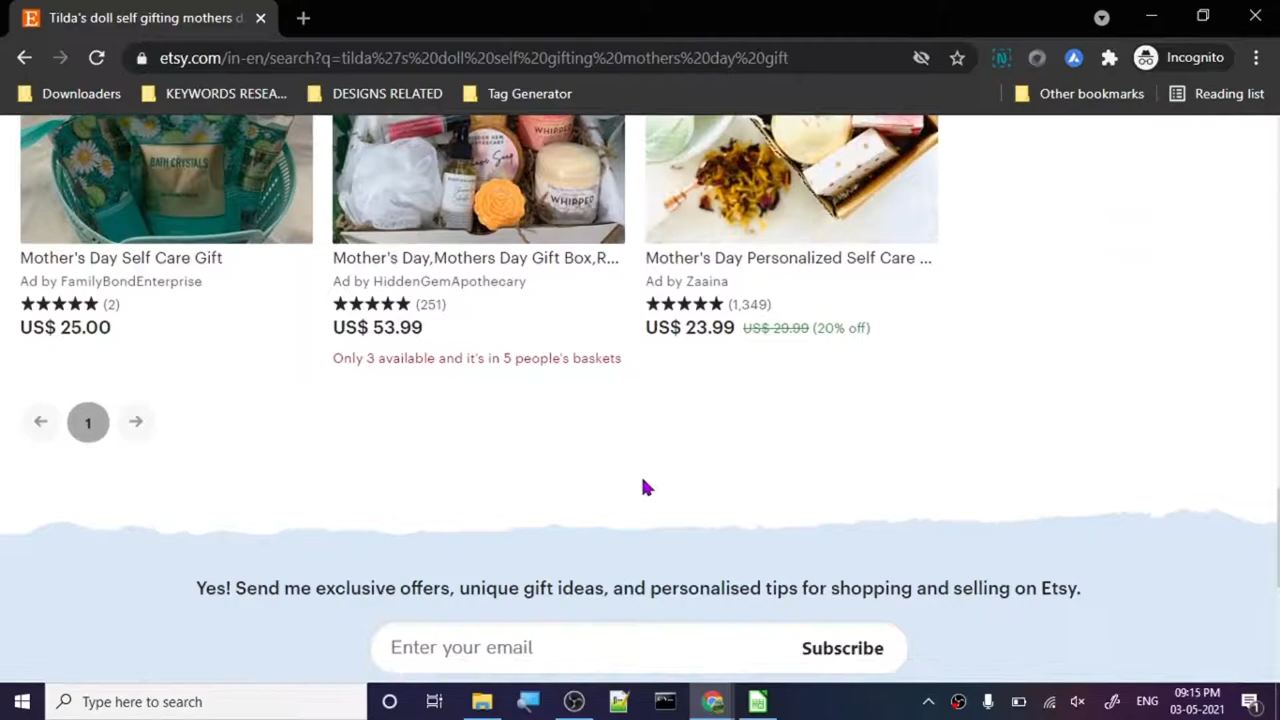 Tilda's doll self gifting mothers d
etsy.com/in-en/search?q=tilda%27s%20doll%20self%20gifting%20mothers%20day%20gift
Incognito
Downloaders
KEYWORDS RESEA...
DESIGNS RELATED
Tag Generator
Other bookmarks
Reading list
BATH CRYSTALS
WHIPPED
WHIPPED
Mother's Day Self Care Gift
Ad by FamilyBondEnterprise
(2)
US$ 25.00
Mother's Day,Mothers Day Gift Box,R...
Ad by HiddenGemApothecary
(251)
US$ 53.99
Only 3 available and it's in 5 people's baskets
Mother's Day Personalized Self Care ...
Ad by Zaaina
(1,349)
US$ 23.99 US$ 29.99 (20% off)
1
Yes! Send me exclusive offers, unique gift ideas, and personalised tips for shopping and selling on Etsy.
Enter your email
Subscribe
Type here to search
ENG
09:15 PM
03-05-2021
1